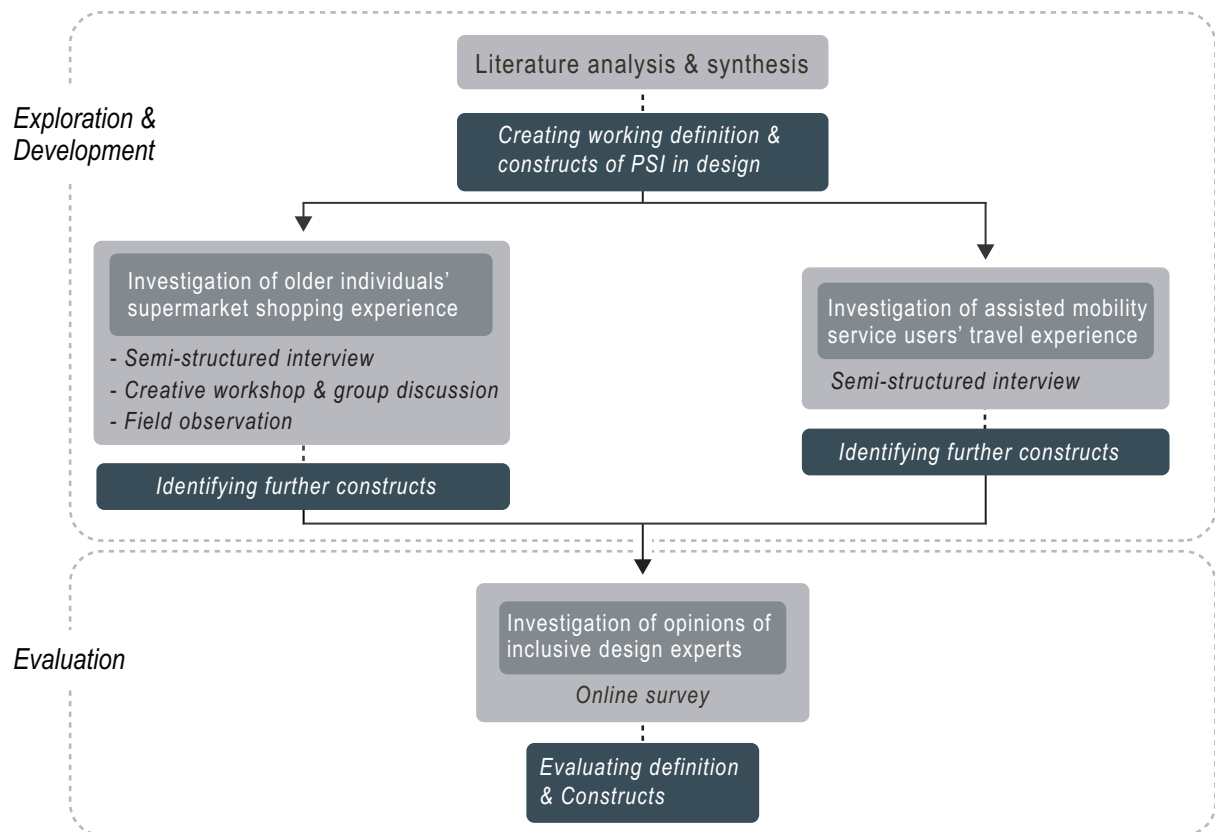 Exploration &
Development
Literature analysis & synthesis
Creating working definition &
constructs of PSI in design
Investigation of older individuals’
supermarket shopping experience
- Semi-structured interview
- Creative workshop & group discussion
- Field observation
Identifying further constructs
Investigation of assisted mobility
service users’ travel experience
Semi-structured interview
Identifying further constructs
Evaluation
Investigation of opinions of
inclusive design experts
Online survey
Evaluating definition
& Constructs